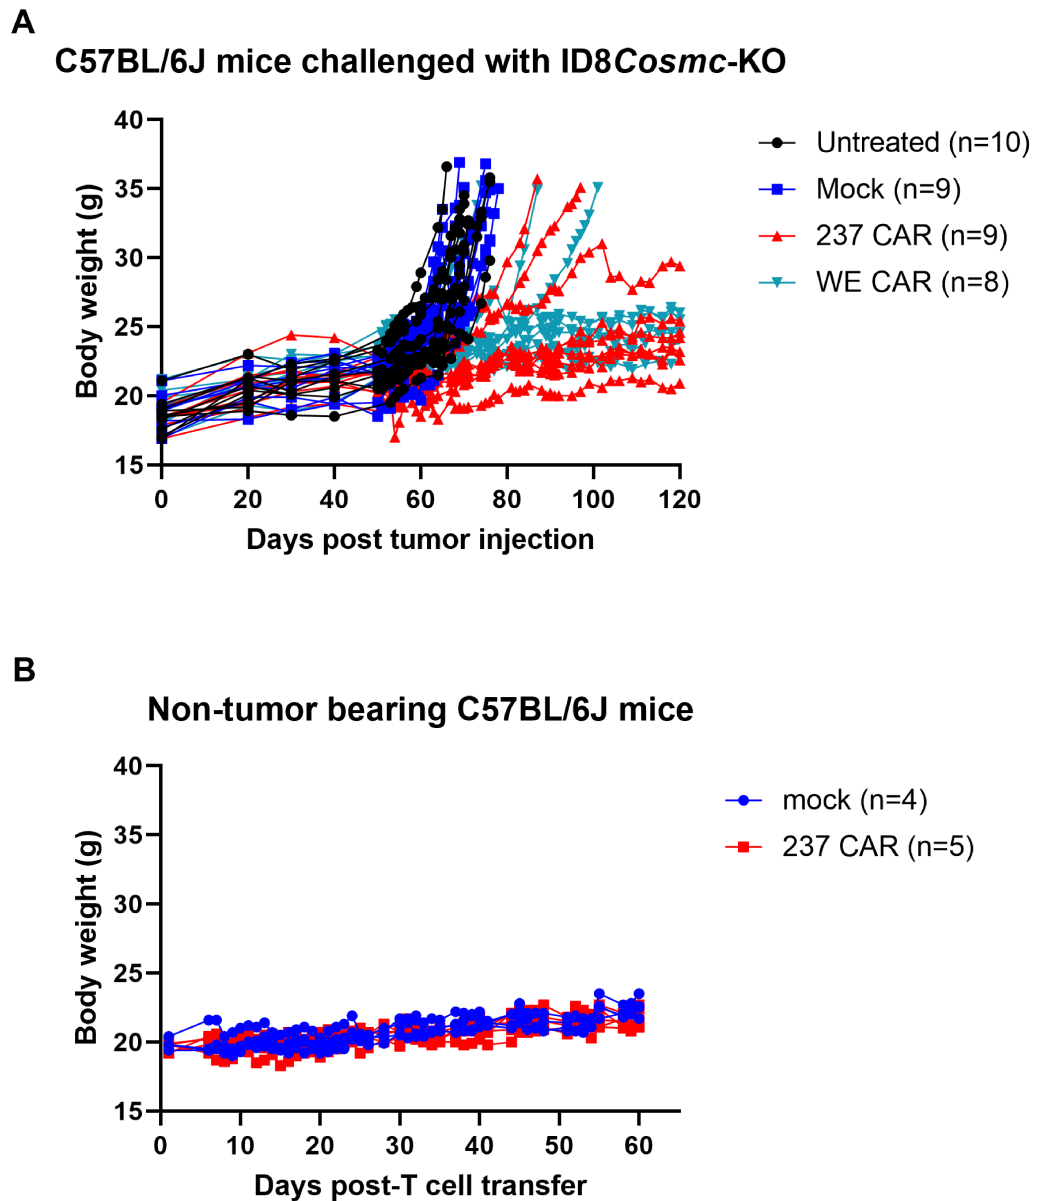 A
C57BL/6J mice challenged with ID8Cosmc-KO
40
35
30
25
20
15
Body weight (g)
0 20 40 60 80 100 120
Days post tumor injection
Untreated (n=10)
Mock (n=9)
237 CAR (n=9)
WE CAR (n=8)
B
Non-tumor bearing C57BL/6J mice
40
35
30
25
20
15
Body weight (g)
0 10 20 30 40 50 60
Days post-T cell transfer
mock (n=4)
237 CAR (n=5)